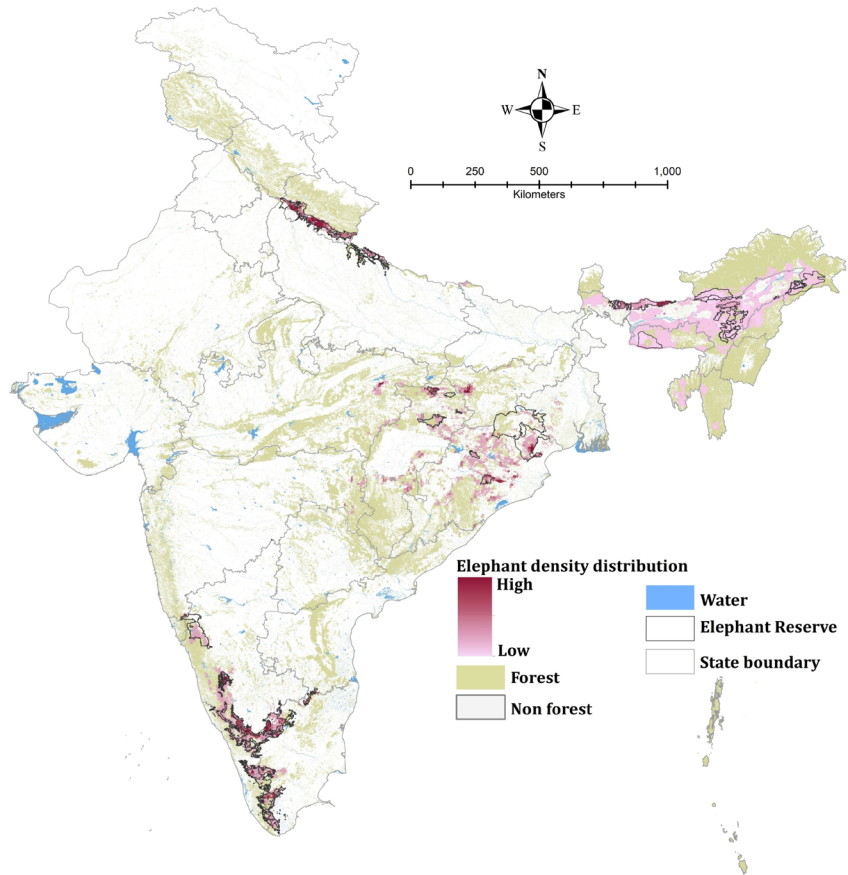 N
W E
S
0 250 500 1,000
Kilometers
Elephant density distribution
High
Low
Forest
Non forest
Water
Elephant Reserve
State boundary